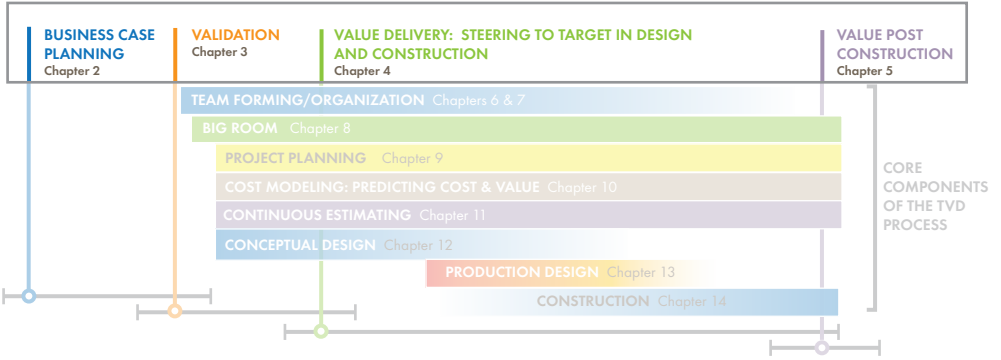 BUSINESS CASE
PLANNING
Chapter 2
VALIDATION
Chapter 3
VALUE DELIVERY: STEERING TO TARGET IN DESIGN
AND CONSTRUCTION
Chapter 4
VALUE POST
CONSTRUCTION
Chapter 5
TEAM FORMING/ORGANIZATION Chapters 6 & 7
BIG ROOM Chapter 8
PROJECT PLANNING Chapter 9
COST MODELING: PREDICTING COST & VALUE Chapter 10
CONTINUOUS ESTIMATING Chapter 11
CONCEPTUAL DESIGN Chapter 12
PRODUCTION DESIGN Chapter 13
CONSTRUCTION Chapter 14
CORE
COMPONENTS
OF THE TVD
PROCESS